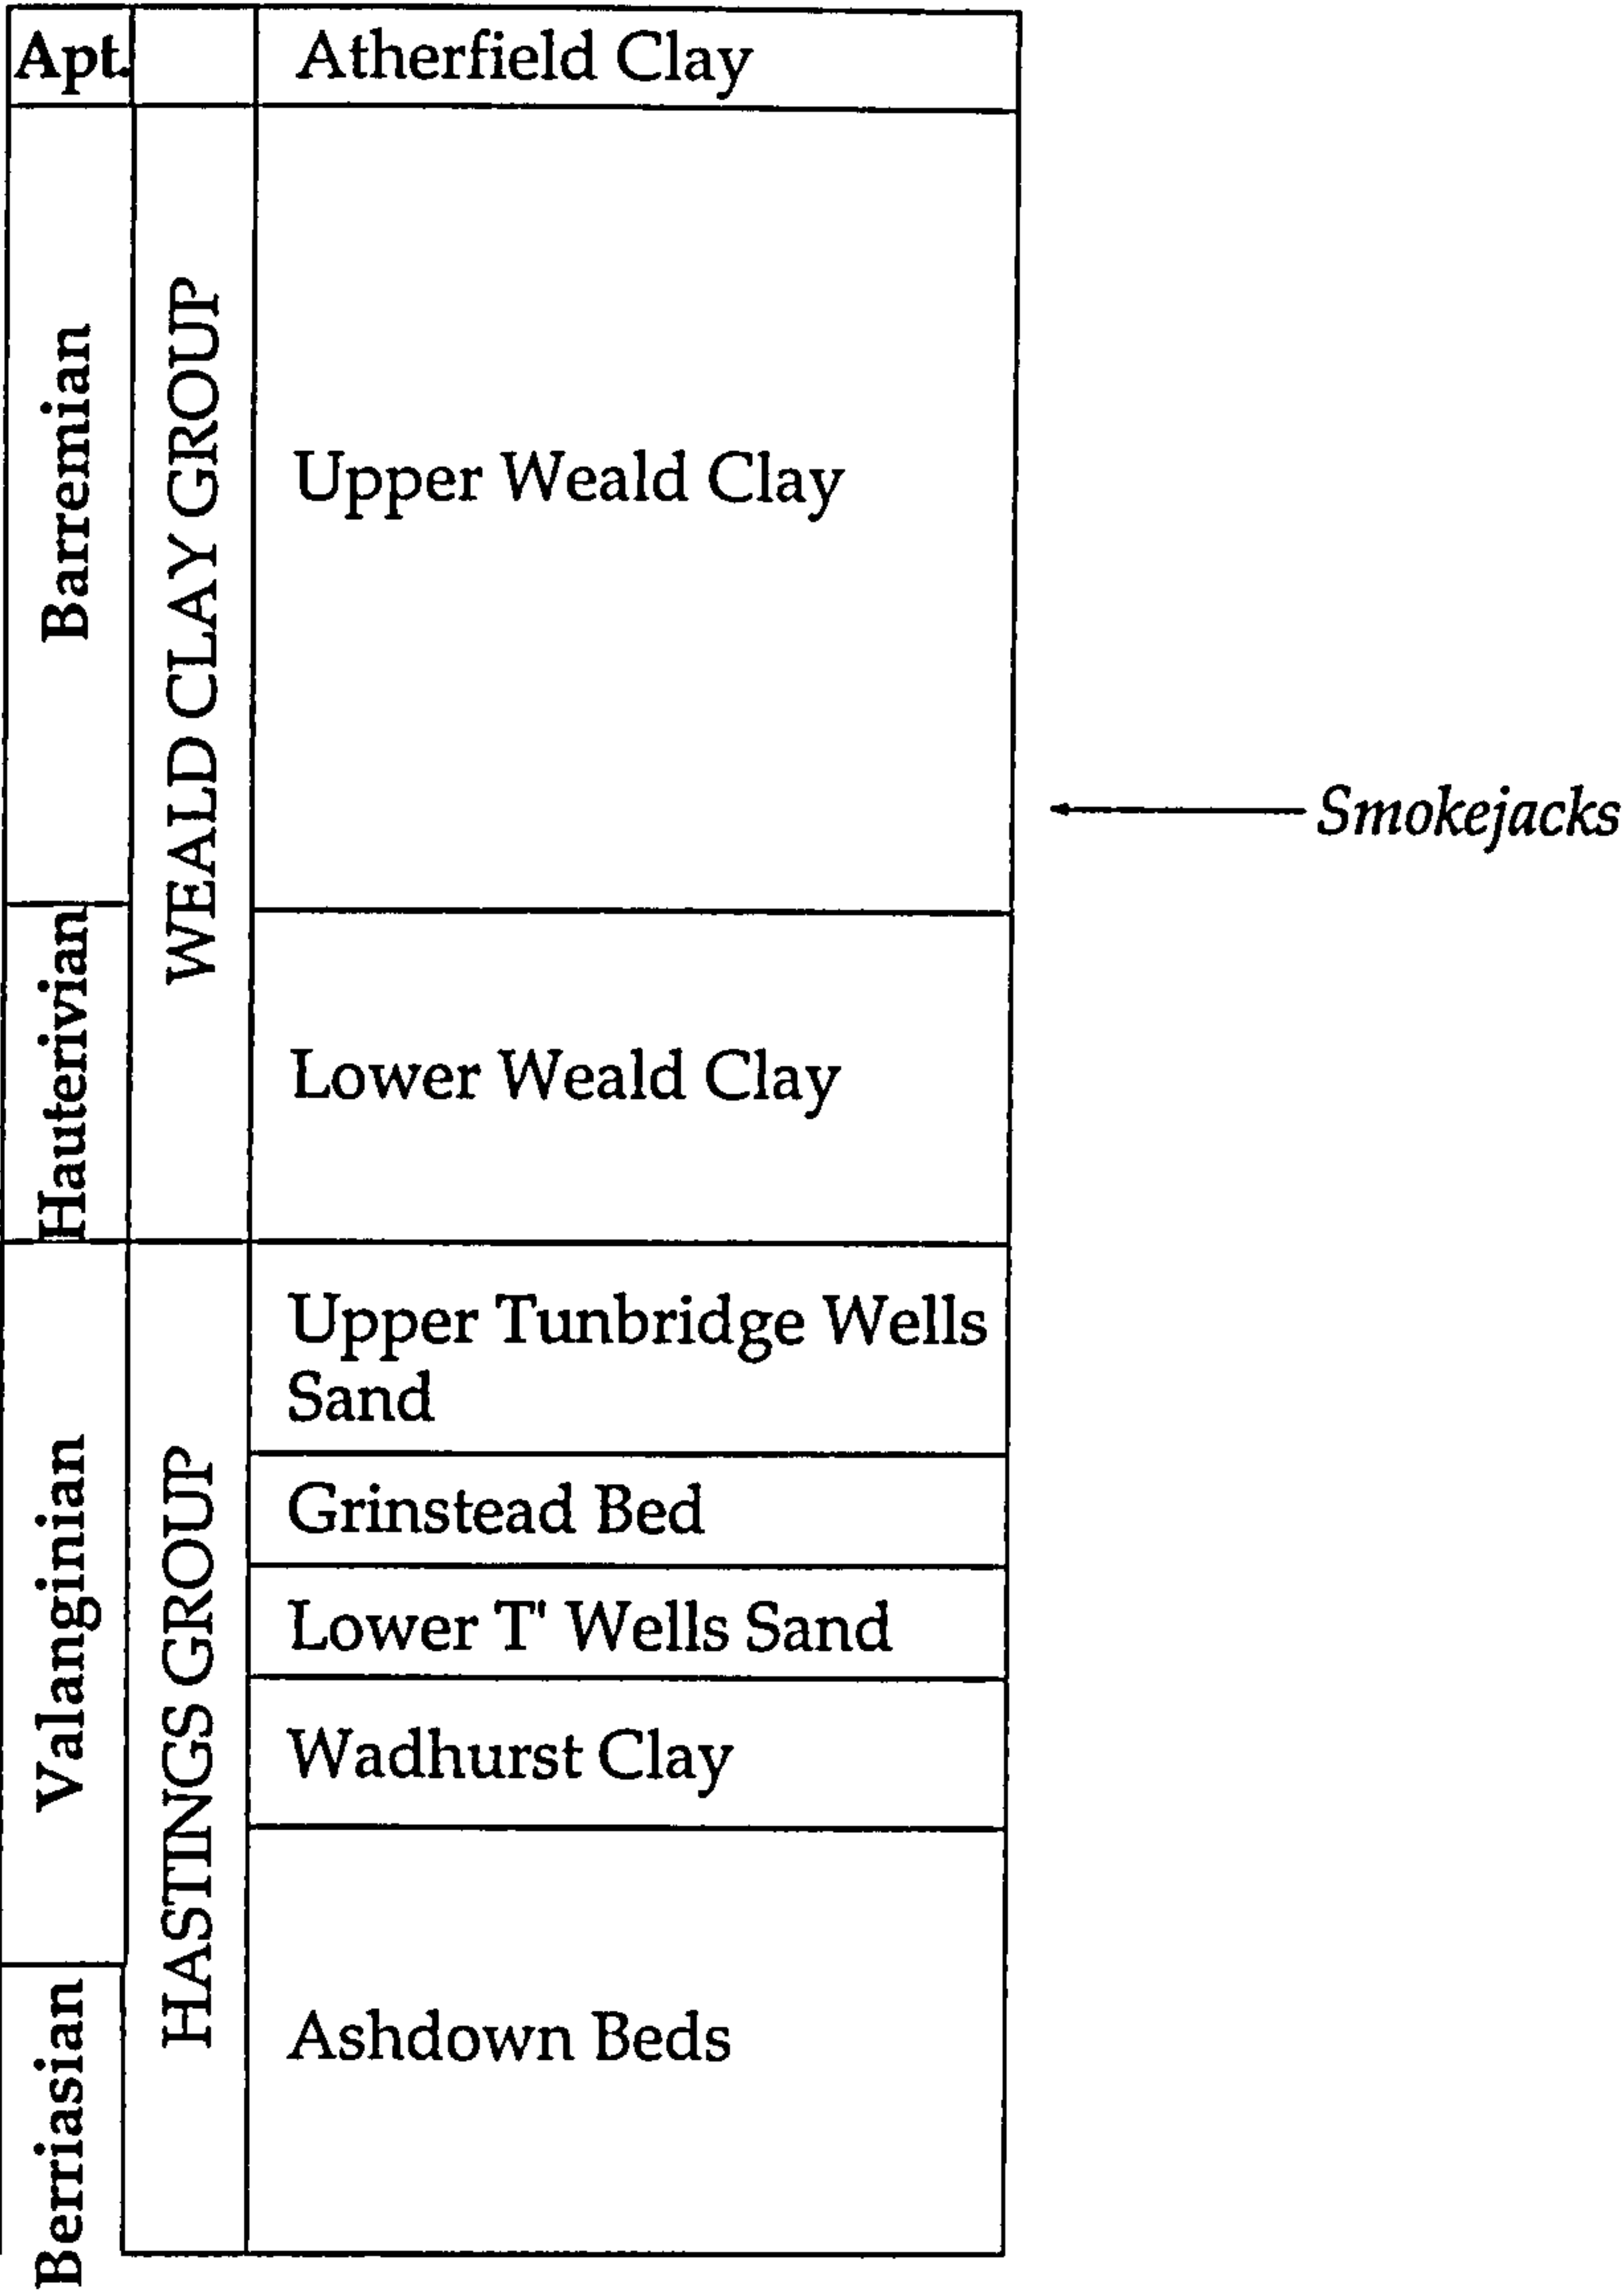 Apt.
Atherfield Clay
Barremian
WEALD CLAY GROUP
Upper Weald Clay
Smokejacks
Hauterivian
Lower Weald Clay
Valanginian
HASTINGS GROUP
Upper Tunbridge Wells
Sand
Grinstead Bed
Lower T' Wells Sand
Wadhurst Clay
Berriasian
Ashdown Beds